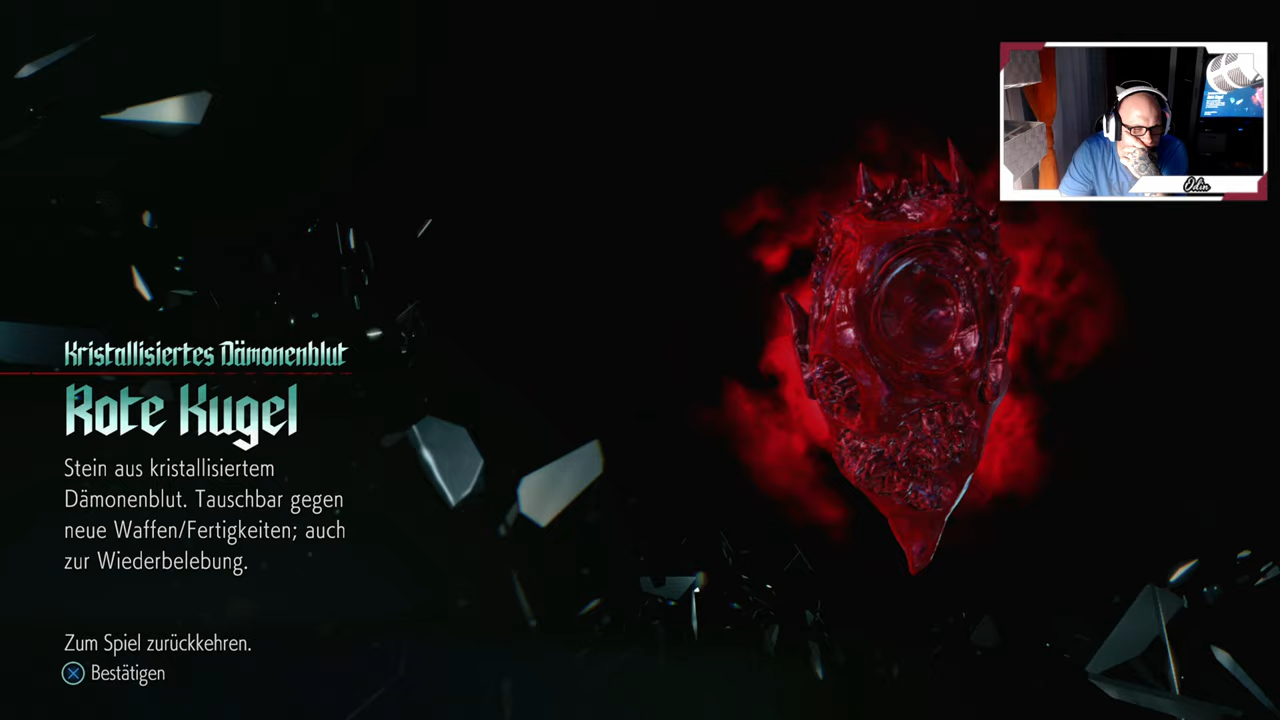 Kristallisiertes Dämonenblut
Rote Kugel
Stein aus kristallisiertem
Dämonenblut. Tauschbar gegen
neue Waffen/Fertigkeiten; auch
zur Wiederbelebung.
Zum Spiel zurückkehren.
Bestätigen
Odin